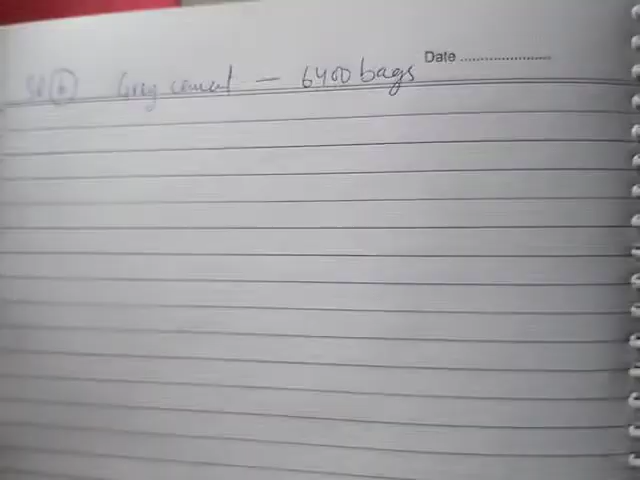 Grey cement — 6400 bags Date ........................